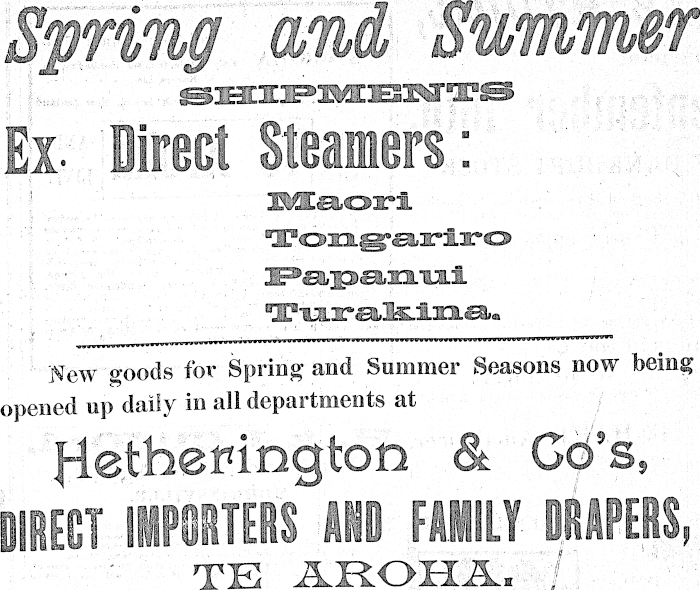 Spring and Summer
SHIPMENTS
Ex. Direct Steamers:
Maori
Tongariro
Papanui
Turakina.
New goods for Spring and Summer Seasons now being
opened up daily in all departments at
Hetherington & Co's,
DIRECT IMPORTERS AND FAMILY DRAPERS,
TE AROHA.